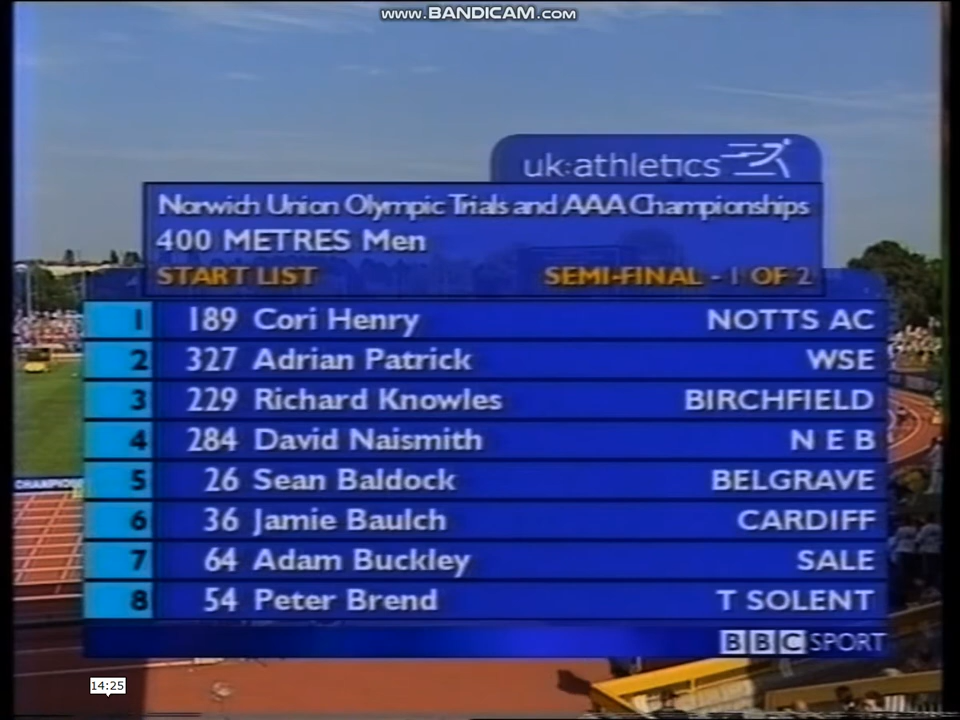 www.BANDICAM.com
uk:athletics
Norwich Union Olympic Trials and AAA Championships
400 METRES Men
START LIST SEMI-FINAL - 1 OF 2
1 189 Cori Henry NOTTS AC
2 327 Adrian Patrick WSE
3 229 Richard Knowles BIRCHFIELD
4 284 David Naismith N E B
5 26 Sean Baldock BELGRAVE
6 36 Jamie Baulch CARDIFF
7 64 Adam Buckley SALE
8 54 Peter Brend T SOLENT
CHAMPION
BBC SPORT
14:25